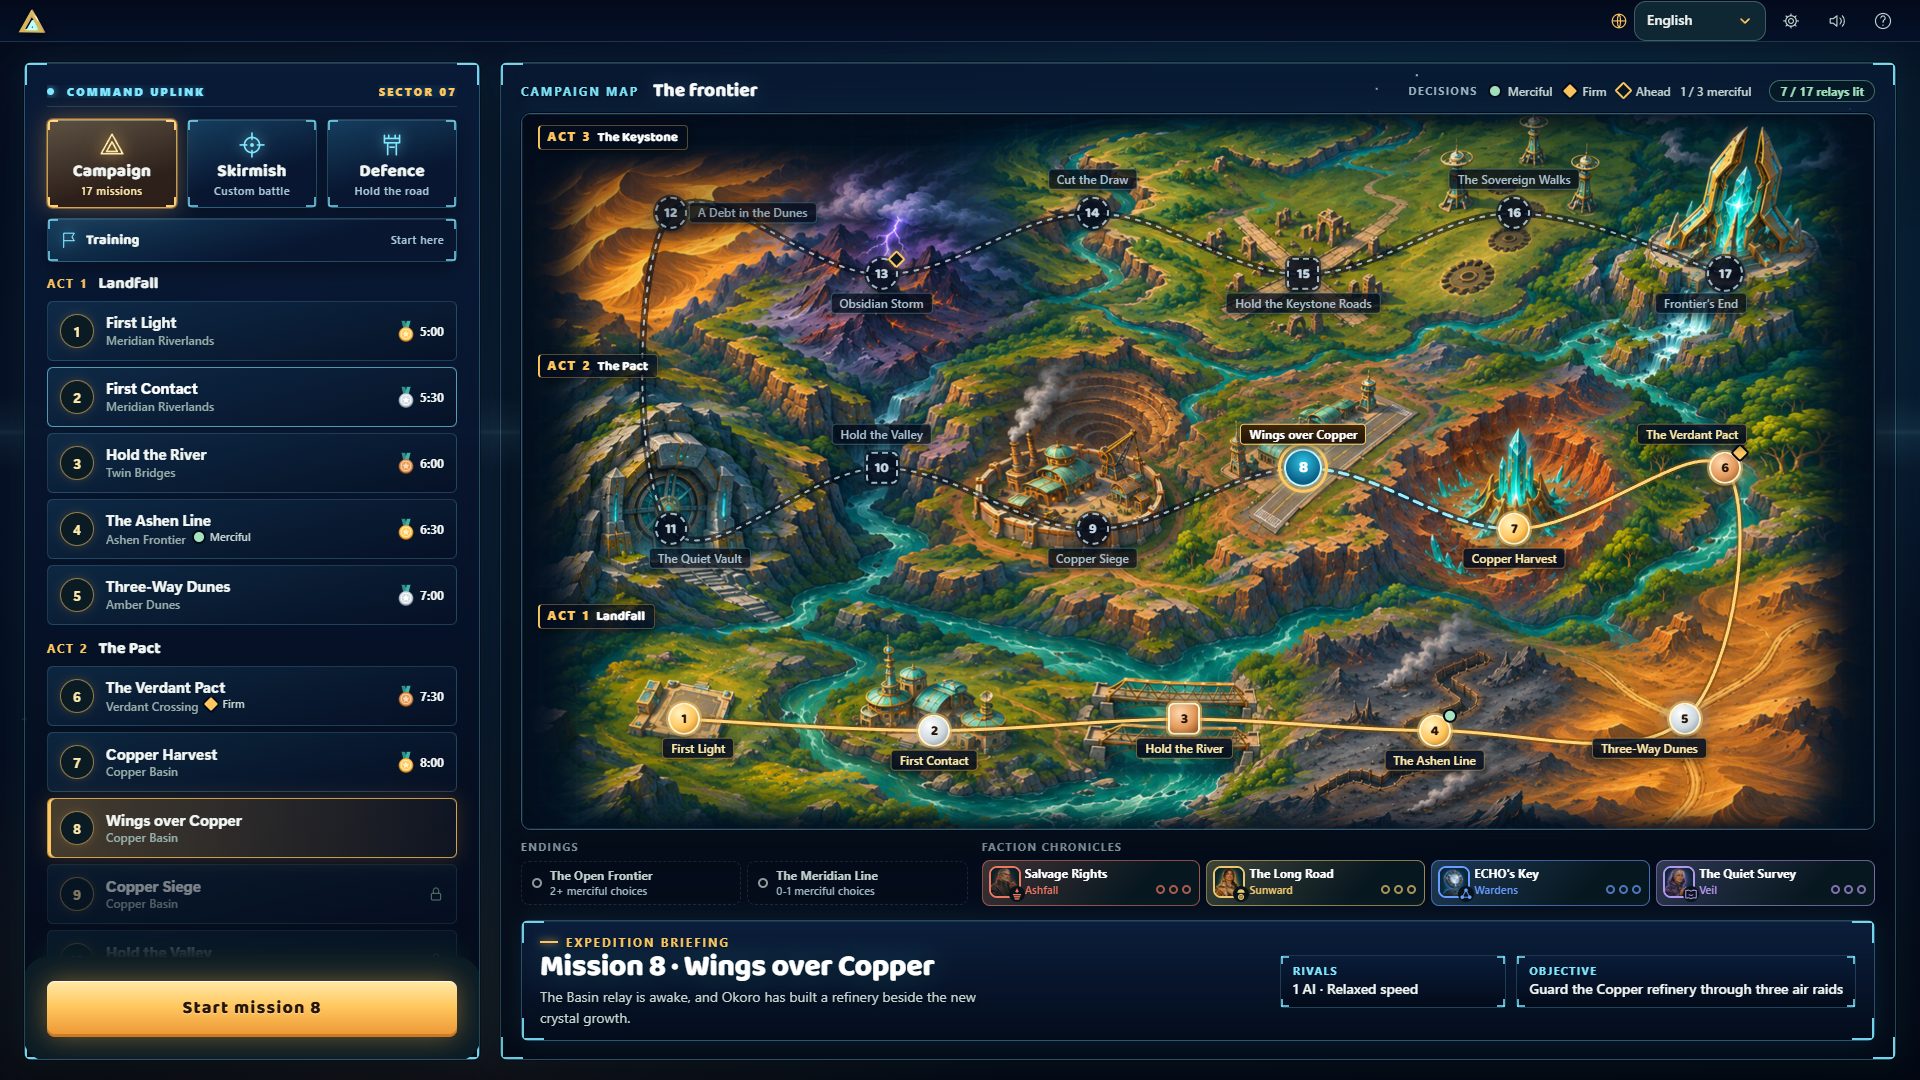 English
COMMAND UPLINK
SECTOR 07
Campaign
17 missions
Skirmish
Custom battle
Defence
Hold the road
Training
Start here
ACT 1 Landfall
1
First Light
Meridian Riverlands
5:00
2
First Contact
Meridian Riverlands
5:30
3
Hold the River
Twin Bridges
6:00
4
The Ashen Line
Ashen Frontier
Merciful
6:30
5
Three-Way Dunes
Amber Dunes
7:00
ACT 2 The Pact
6
The Verdant Pact
Verdant Crossing
Firm
7:30
7
Copper Harvest
Copper Basin
8:00
8
Wings over Copper
Copper Basin
9
Copper Siege
Copper Basin
Hold the Valley
Start mission 8
CAMPAIGN MAP The frontier
DECISIONS Merciful Firm Ahead 1 / 3 merciful
7 / 17 relays lit
ACT 3 The Keystone
12
A Debt in the Dunes
13
Obsidian Storm
Cut the Draw
14
15
Hold the Keystone Roads
The Sovereign Walks
16
17
Frontier's End
ACT 2 The Pact
11
The Quiet Vault
Hold the Valley
10
9
Copper Siege
Wings over Copper
8
7
Copper Harvest
The Verdant Pact
6
ACT 1 Landfall
1
First Light
2
First Contact
3
Hold the River
4
The Ashen Line
5
Three-Way Dunes
ENDINGS
The Open Frontier
2+ merciful choices
The Meridian Line
0-1 merciful choices
FACTION CHRONICLES
Salvage Rights
Ashfall
The Long Road
Sunward
ECHO's Key
Wardens
The Quiet Survey
Veil
EXPEDITION BRIEFING
Mission 8 · Wings over Copper
The Basin relay is awake, and Okoro has built a refinery beside the new
crystal growth.
RIVALS
1 AI · Relaxed speed
OBJECTIVE
Guard the Copper refinery through three air raids